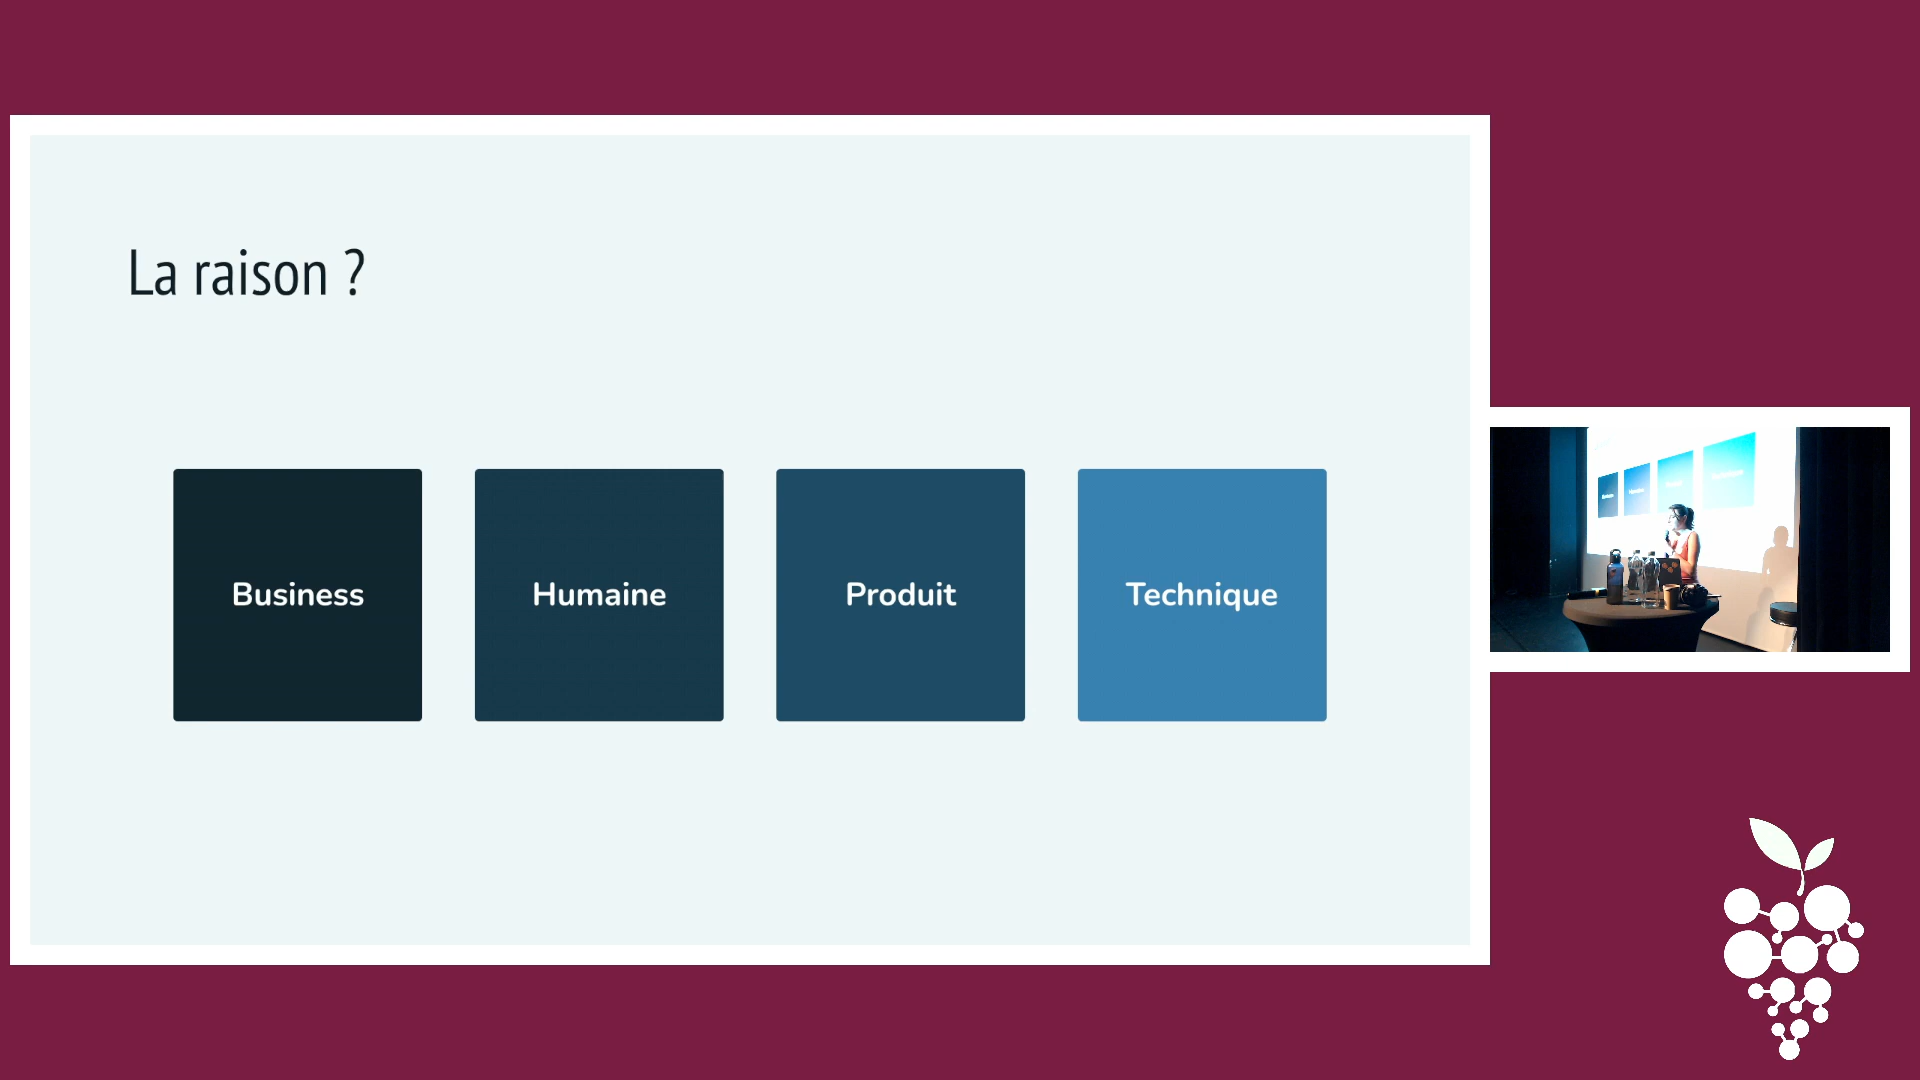 La raison ?
Business
Humaine
Produit
Technique